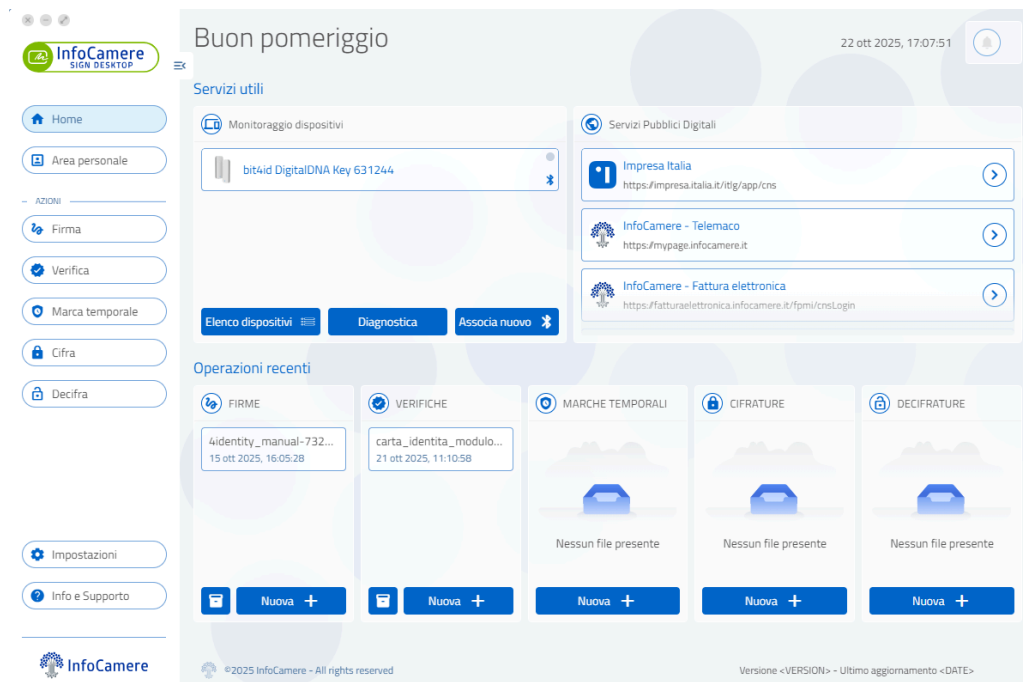 InfoCamere
SIGN DESKTOP
Home
Area personale
AZIONI
Firma
Verifica
Marca temporale
Cifra
Decifra
Impostazioni
Info e Supporto
InfoCamere
Buon pomeriggio
22 ott 2025, 17:07:51
Servizi utili
Monitoraggio dispositivi
bit4id DigitalDNA Key 631244
Elenco dispositivi
Diagnostica
Associa nuovo
Servizi Pubblici Digitali
Impresa Italia
https://impresa.italia.it/itlg/app/cns
InfoCamere - Telemaco
https://mypage.infocamere.it
InfoCamere - Fattura elettronica
https://fatturaelettronica.infocamere.it/fpmi/cnsLogin
Operazioni recenti
FIRME
4identity_manual-732...
15 ott 2025, 16:05:28
Nuova
VERIFICHE
carta_identita_modulo...
21 ott 2025, 11:10:58
Nuova
MARCHE TEMPORALI
Nessun file presente
Nuova
CIFRATURE
Nessun file presente
Nuova
DECIFRATURE
Nessun file presente
Nuova
©2025 InfoCamere - All rights reserved
Versione <VERSION> - Ultimo aggiornamento <DATE>